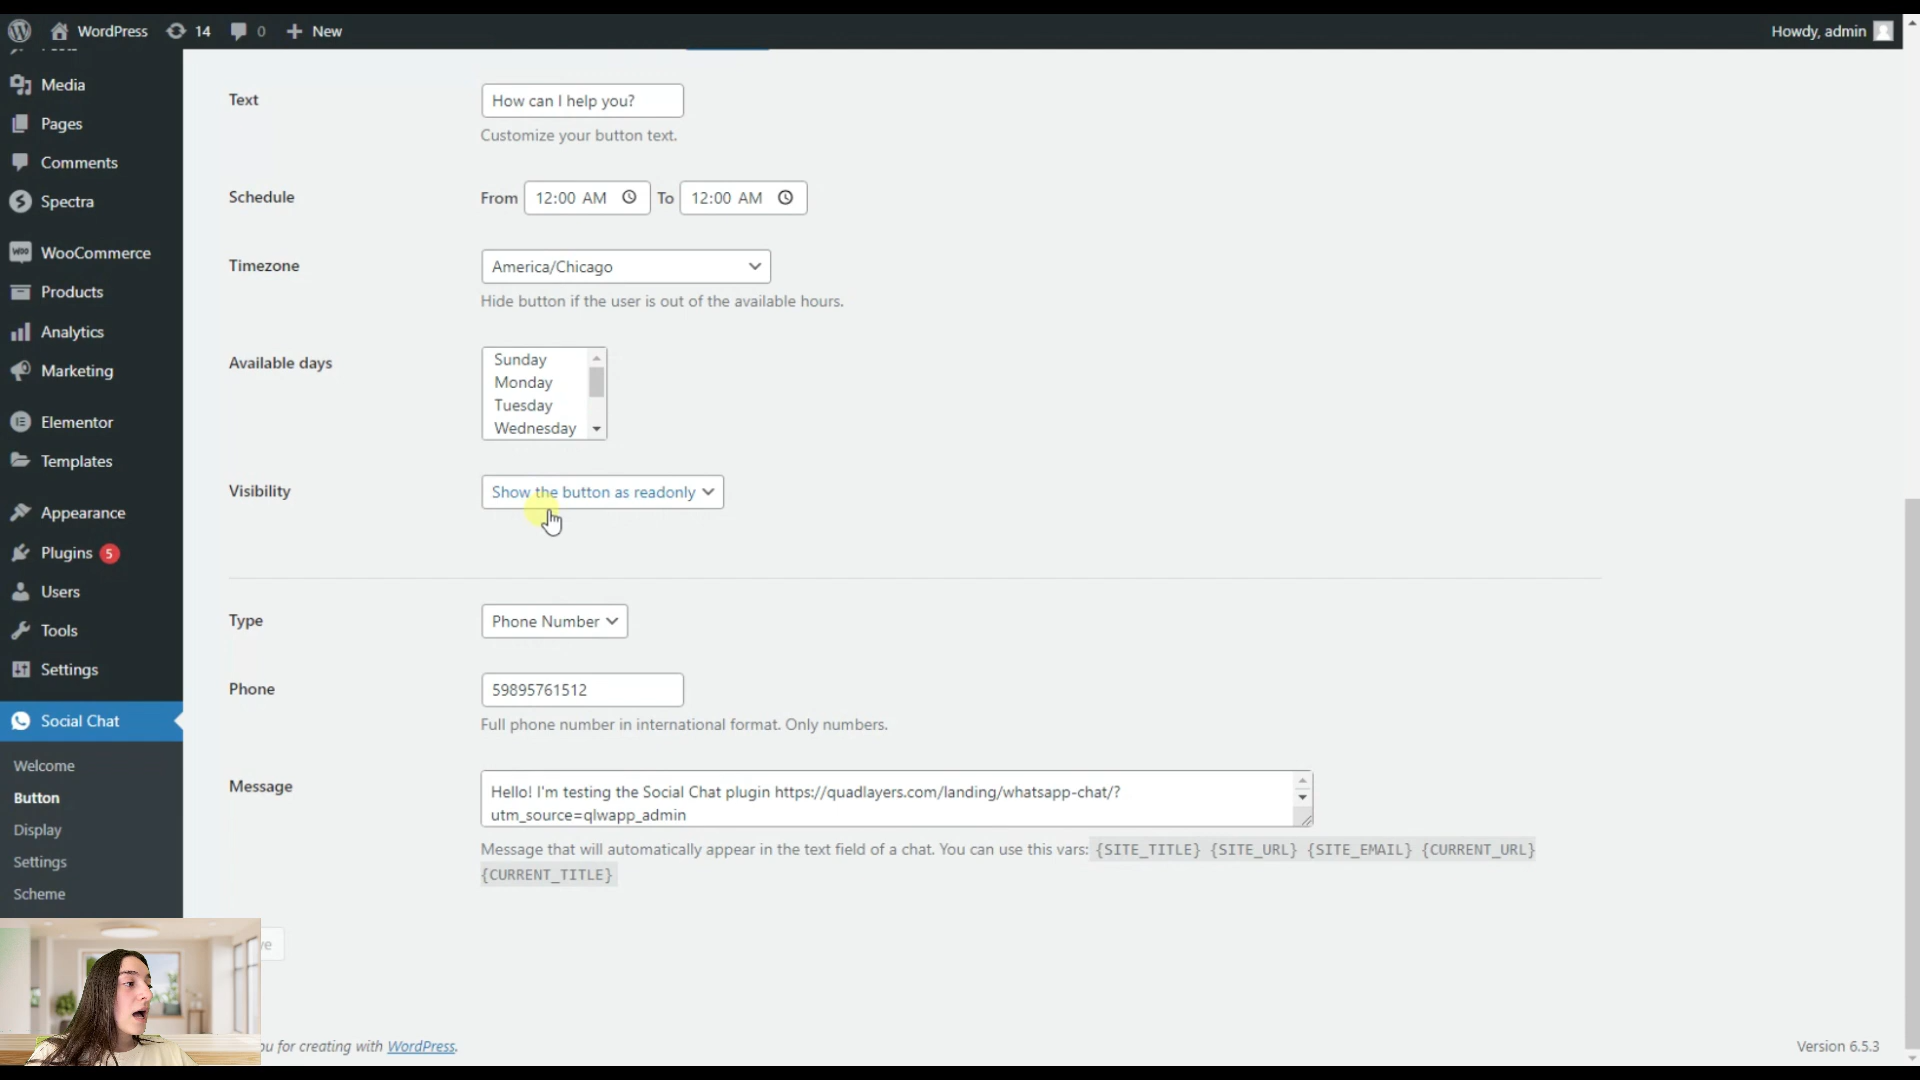 WordPress 14 0 New Howdy, admin
Media
Pages
Comments
Spectra
WooCommerce
Products
Analytics
Marketing
Elementor
Templates
Appearance
Plugins 5
Users
Tools
Settings
Social Chat
Welcome
Button
Display
Settings
Scheme
Text How can I help you?
Customize your button text.
Schedule From 12:00 AM To 12:00 AM
Timezone America/Chicago
Hide button if the user is out of the available hours.
Available days Sunday
Monday
Tuesday
Wednesday
Visibility Show the button as readonly
Type Phone Number
Phone 59895761512
Full phone number in international format. Only numbers.
Message Hello! I'm testing the Social Chat plugin https://quadlayers.com/landing/whatsapp-chat/?
utm_source=qlwapp_admin
Message that will automatically appear in the text field of a chat. You can use this vars: {SITE_TITLE} {SITE_URL} {SITE_EMAIL} {CURRENT_URL}
{CURRENT_TITLE}
for creating with WordPress.
Version 6.5.3